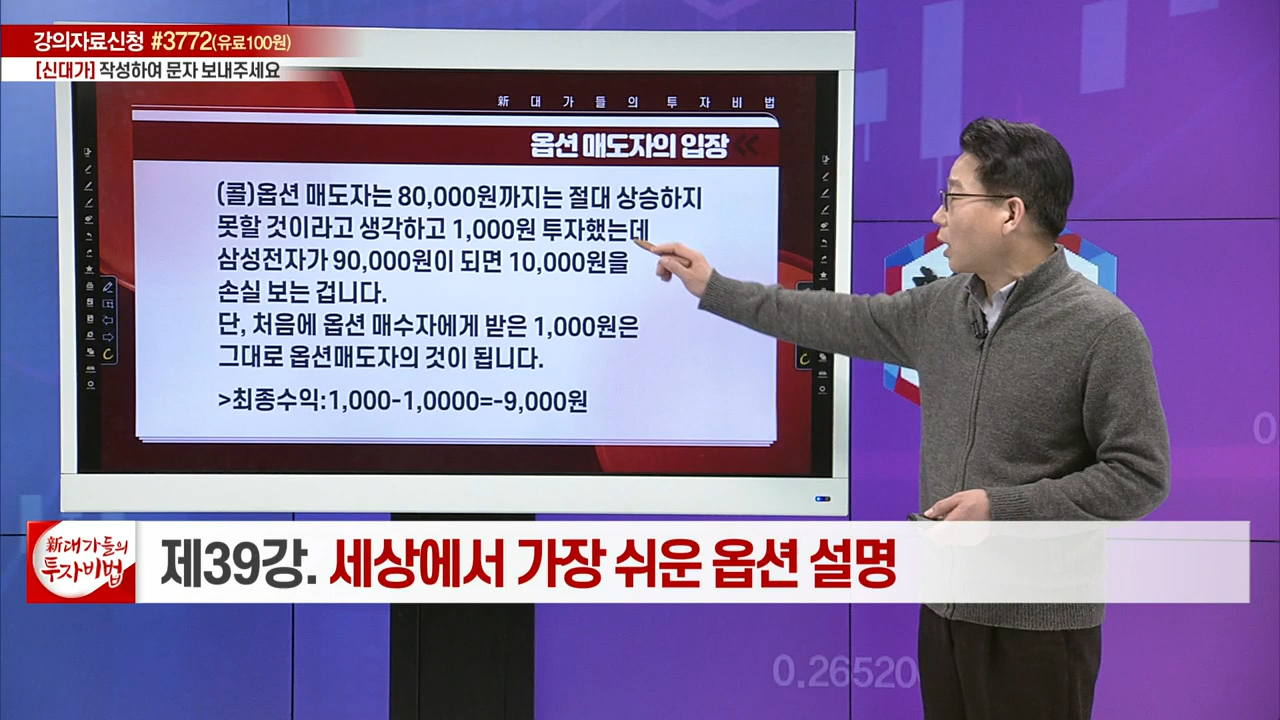 강의자료신청 #3772(유료100원)
[신대가] 작성하여 문자 보내주세요
新대가들의 투자비법
옵션 매도자의 입장
(콜)옵션 매도자는 80,000원까지는 절대 상승하지
못할 것이라고 생각하고 1,000원 투자했는데
삼성전자가 90,000원이 되면 10,000원을
손실 보는 겁니다.
단, 처음에 옵션 매수자에게 받은 1,000원은
그대로 옵션매도자의 것이 됩니다.
>최종수익:1,000-1,0000=-9,000원
新대가들의
투자비법
제39강. 세상에서 가장 쉬운 옵션 설명
0.26520